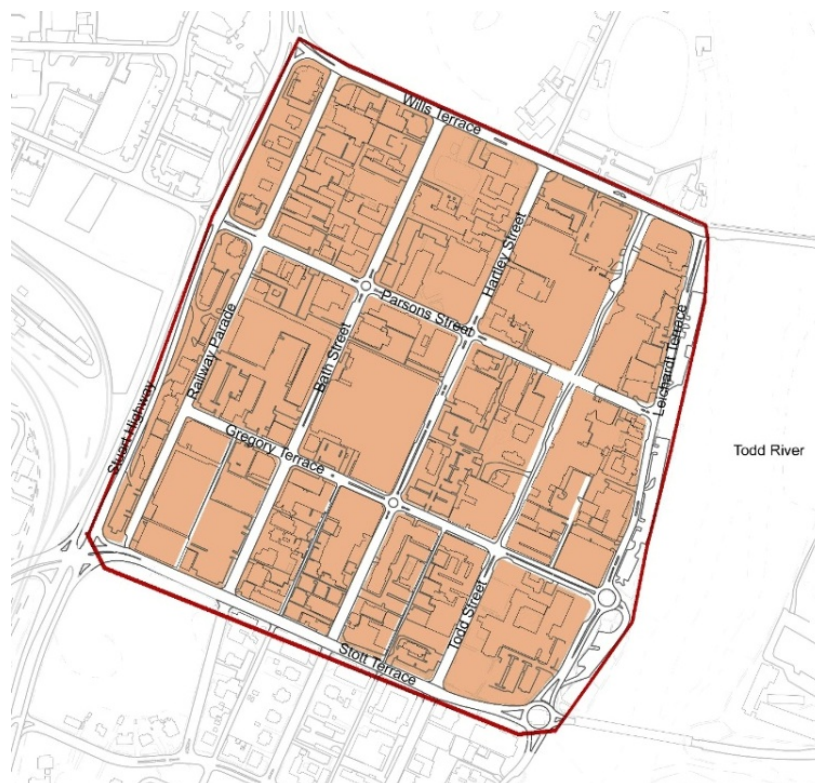 Wills Terrace
Hartley Street
Parsons Street
Leichardt Terrace
Railway Parade
Bath Street
Stuart Highway
Gregory Terrace
Todd River
Todd Street
Stott Terrace